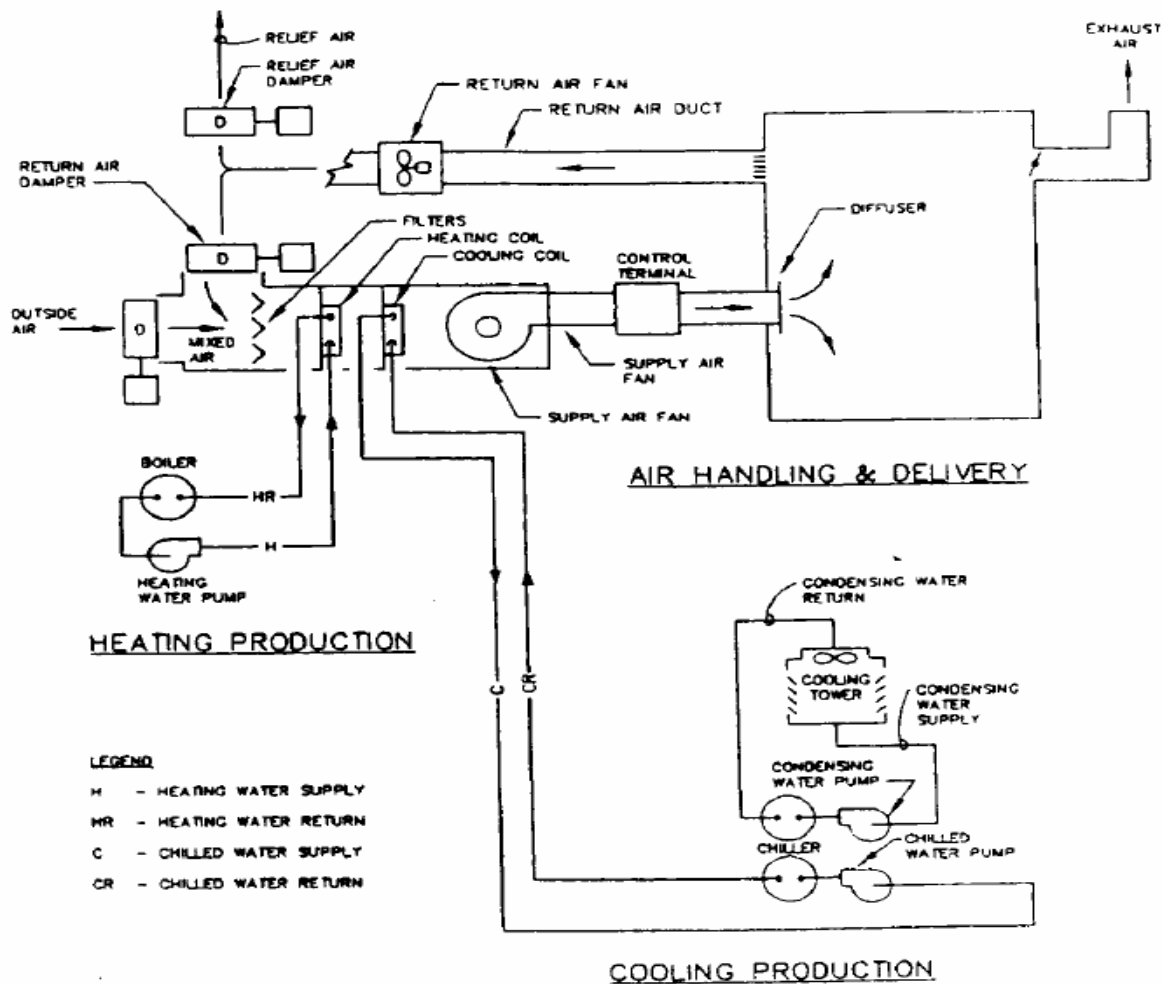 RELIEF AIR
RELIEF AIR
DAMPER
D
RETURN AIR
DAMPER
RETURN AIR FAN
RETURN AIR DUCT
EXHAUST
AIR
D
FILTERS
HEATING COIL
COOLING COIL
CONTROL
TERMINAL
DIFFUSER
OUTSIDE
AIR
D
MIXED
AIR
SUPPLY AIR
FAN
SUPPLY AIR FAN
AIR HANDLING & DELIVERY
BOILER
HR
H
HEATING
WATER PUMP
HEATING PRODUCTION
C
CR
CONDENSING WATER
RETURN
COOLING
TOWER
CONDENSING
WATER
SUPPLY
CONDENSING
WATER PUMP
CHILLER
CHILLED
WATER PUMP
LEGEND
H - HEATING WATER SUPPLY
HR - HEATING WATER RETURN
C - CHILLED WATER SUPPLY
CR - CHILLED WATER RETURN
COOLING PRODUCTION